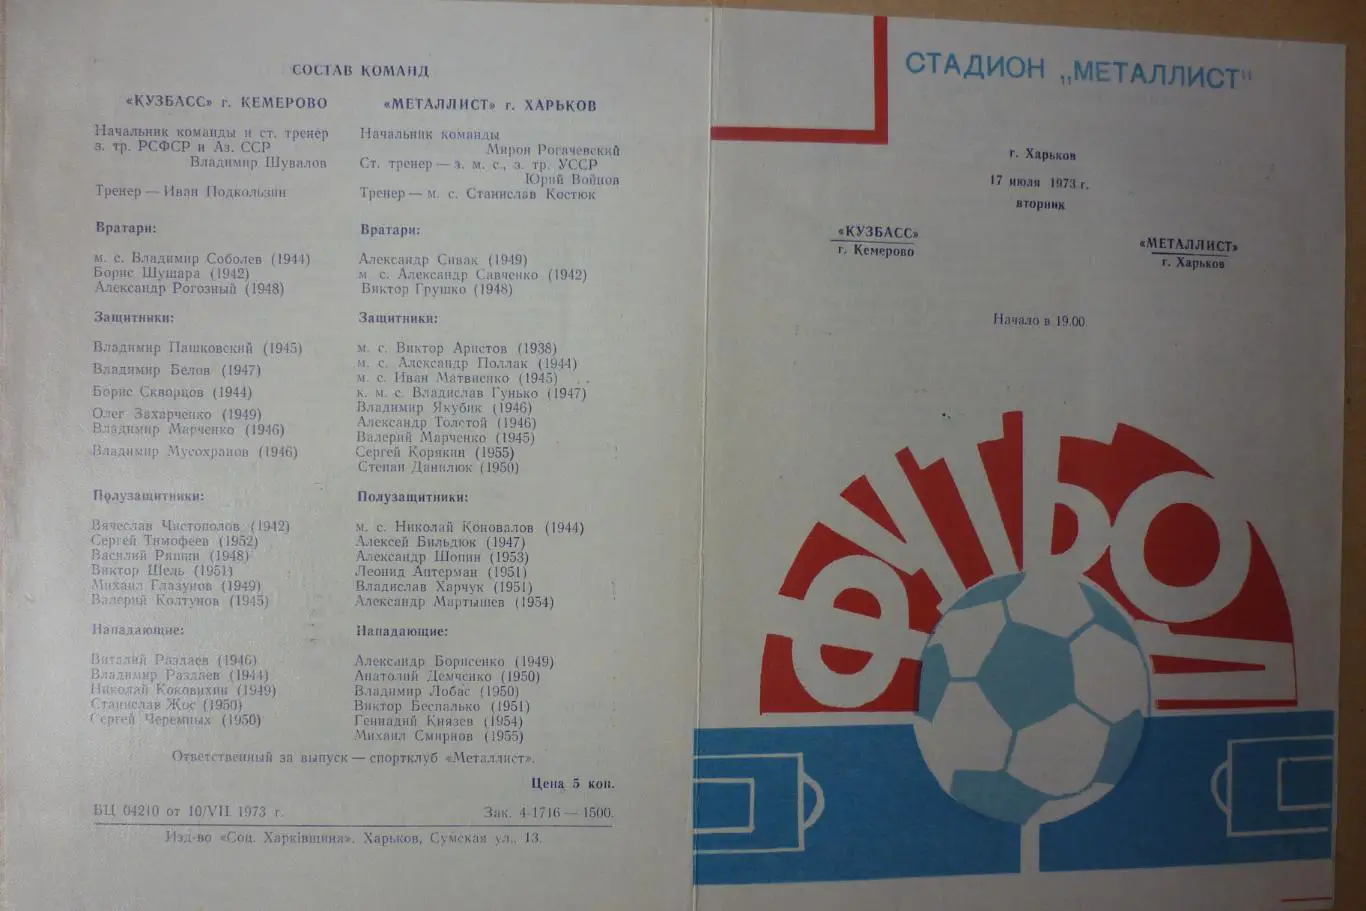 СОСТАВ КОМАНД
«КУЗБАСС» г. КЕМЕРОВО
Начальник команды и ст. тренер
з. тр. РСФСР и Аз. ССР
Владимир Шувалов
Тренер — Иван Подкользин
Вратари:
м. с. Владимир Соболев (1944)
Борис Шушара (1942)
Александр Рогозный (1948)
Защитники:
Владимир Пашковский (1945)
Владимир Белов (1947)
Борис Скворцов (1944)
Олег Захарченко (1949)
Владимир Марченко (1946)
Владимир Мусохранов (1946)
Полузащитники:
Вячеслав Чистополов (1942)
Сергей Тимофеев (1952)
Василий Ряшин (1948)
Виктор Шель (1951)
Михаил Глазунов (1949)
Валерий Колтунов (1945)
Нападающие:
Виталий Раздаев (1946)
Владимир Раздаев (1944)
Николай Коковихин (1949)
Станислав Жос (1950)
Сергей Черемных (1950)
«МЕТАЛЛИСТ» г. ХАРЬКОВ
Начальник команды
Мирон Рогачевский
Ст. тренер — з. м. с., з. тр. УССР
Юрий Войнов
Тренер — м. с. Станислав Костюк
Вратари:
Александр Сивак (1949)
м с. Александр Савченко (1942)
Виктор Грушко (1948)
Защитники:
м. с. Виктор Аристов (1938)
м. с. Александр Поллак (1944)
м. с. Иван Матвиенко (1945)
к. м. с. Владислав Гунько (1947)
Владимир Якубик (1946)
Александр Толстой (1946)
Валерий Марченко (1945)
Сергей Корякин (1955)
Степан Данилюк (1950)
Полузащитники:
м. с. Николай Коновалов (1944)
Алексей Бильдюк (1947)
Александр Шопин (1953)
Леонид Аптерман (1951)
Владислав Харчук (1951)
Александр Мартышев (1954)
Нападающие:
Александр Борисенко (1949)
Анатолий Демченко (1950)
Владимир Лобас (1950)
Виктор Беспалько (1951)
Геннадий Князев (1954)
Михаил Смирнов (1955)
Ответственный за выпуск — спортклуб «Металлист».
Цена 5 коп.
БЦ 04210 от 10/VII 1973 г. Зак. 4-1716 — 1500.
Изд-во «Соц. Харківщина». Харьков, Сумская ул., 13.
СТАДИОН „МЕТАЛЛИСТ"
г. Харьков
17 июля 1973 г.
вторник
«КУЗБАСС»
г. Кемерово
«МЕТАЛЛИСТ»
г. Харьков
Начало в 19.00
ФУТБОЛ